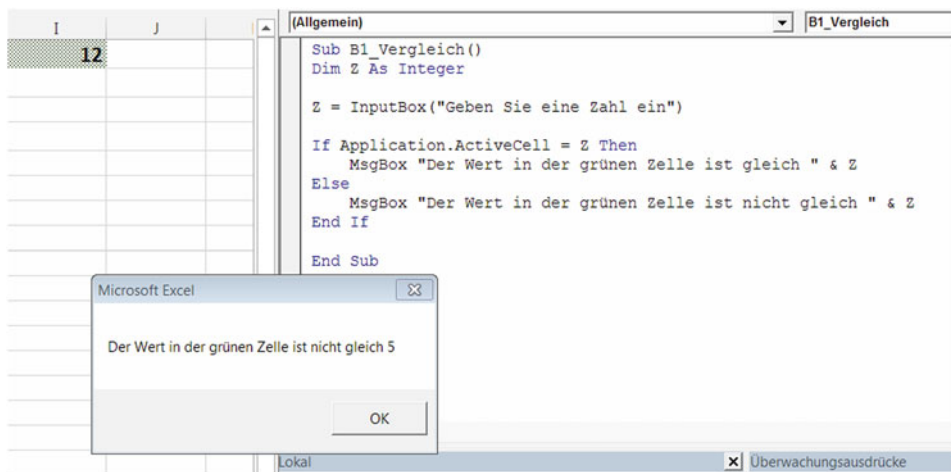 I J
12
(Allgemein) B1_Vergleich
Sub B1_Vergleich()
Dim Z As Integer
Z = InputBox("Geben Sie eine Zahl ein")
If Application.ActiveCell = Z Then
MsgBox "Der Wert in der grünen Zelle ist gleich " & Z
Else
MsgBox "Der Wert in der grünen Zelle ist nicht gleich " & Z
End If
End Sub
Microsoft Excel
Der Wert in der grünen Zelle ist nicht gleich 5
OK
Lokal Überwachungsausdrücke